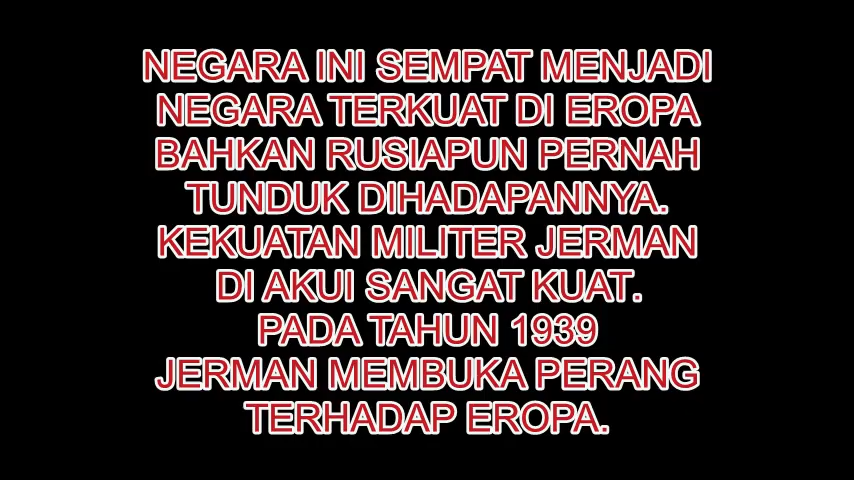 NEGARA INI SEMPAT MENJADI
NEGARA TERKUAT DI EROPA
BAHKAN RUSIAPUN PERNAH
TUNDUK DIHADAPANNYA.
KEKUATAN MILITER JERMAN
DI AKUI SANGAT KUAT.
PADA TAHUN 1939
JERMAN MEMBUKA PERANG
TERHADAP EROPA.